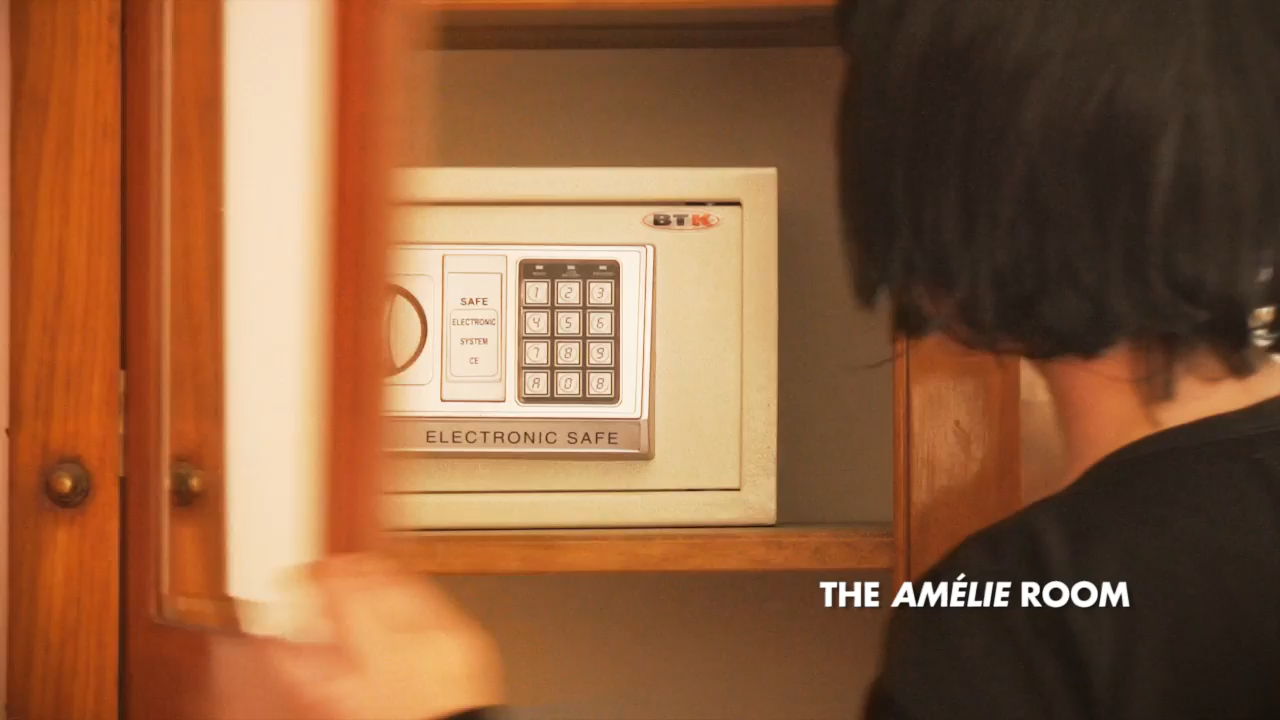 BTK
SAFE
ELECTRONIC
SYSTEM
CE
1 2 3
4 5 6
7 8 9
A 0 B
ELECTRONIC SAFE
THE AMÉLIE ROOM